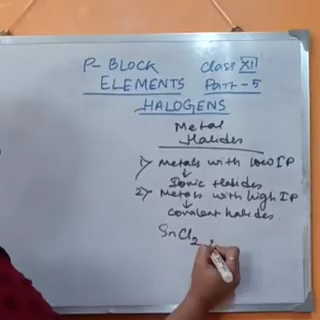 P-BLOCK Class XII
ELEMENTS Part-5
HALOGENS
Metal
Halides
1) Metals with low IP
↓
Ionic Halides
2) Metals with high IP
↓
covalent halides
SnCl2,